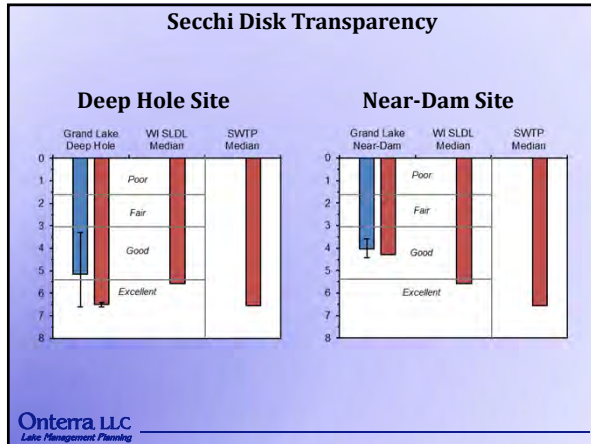 Secchi Disk Transparency
Deep Hole Site
Near-Dam Site
Grand Lake
Deep Hole
WI SLDL
Median
SWTP
Median
0
1
2
3
4
5
6
7
8
Poor
Fair
Good
Excellent
Grand Lake
Near-Dam
WI SLDL
Median
SWTP
Median
0
1
2
3
4
5
6
7
8
Poor
Fair
Good
Excellent
Onterra, LLC
Lake Management Planning